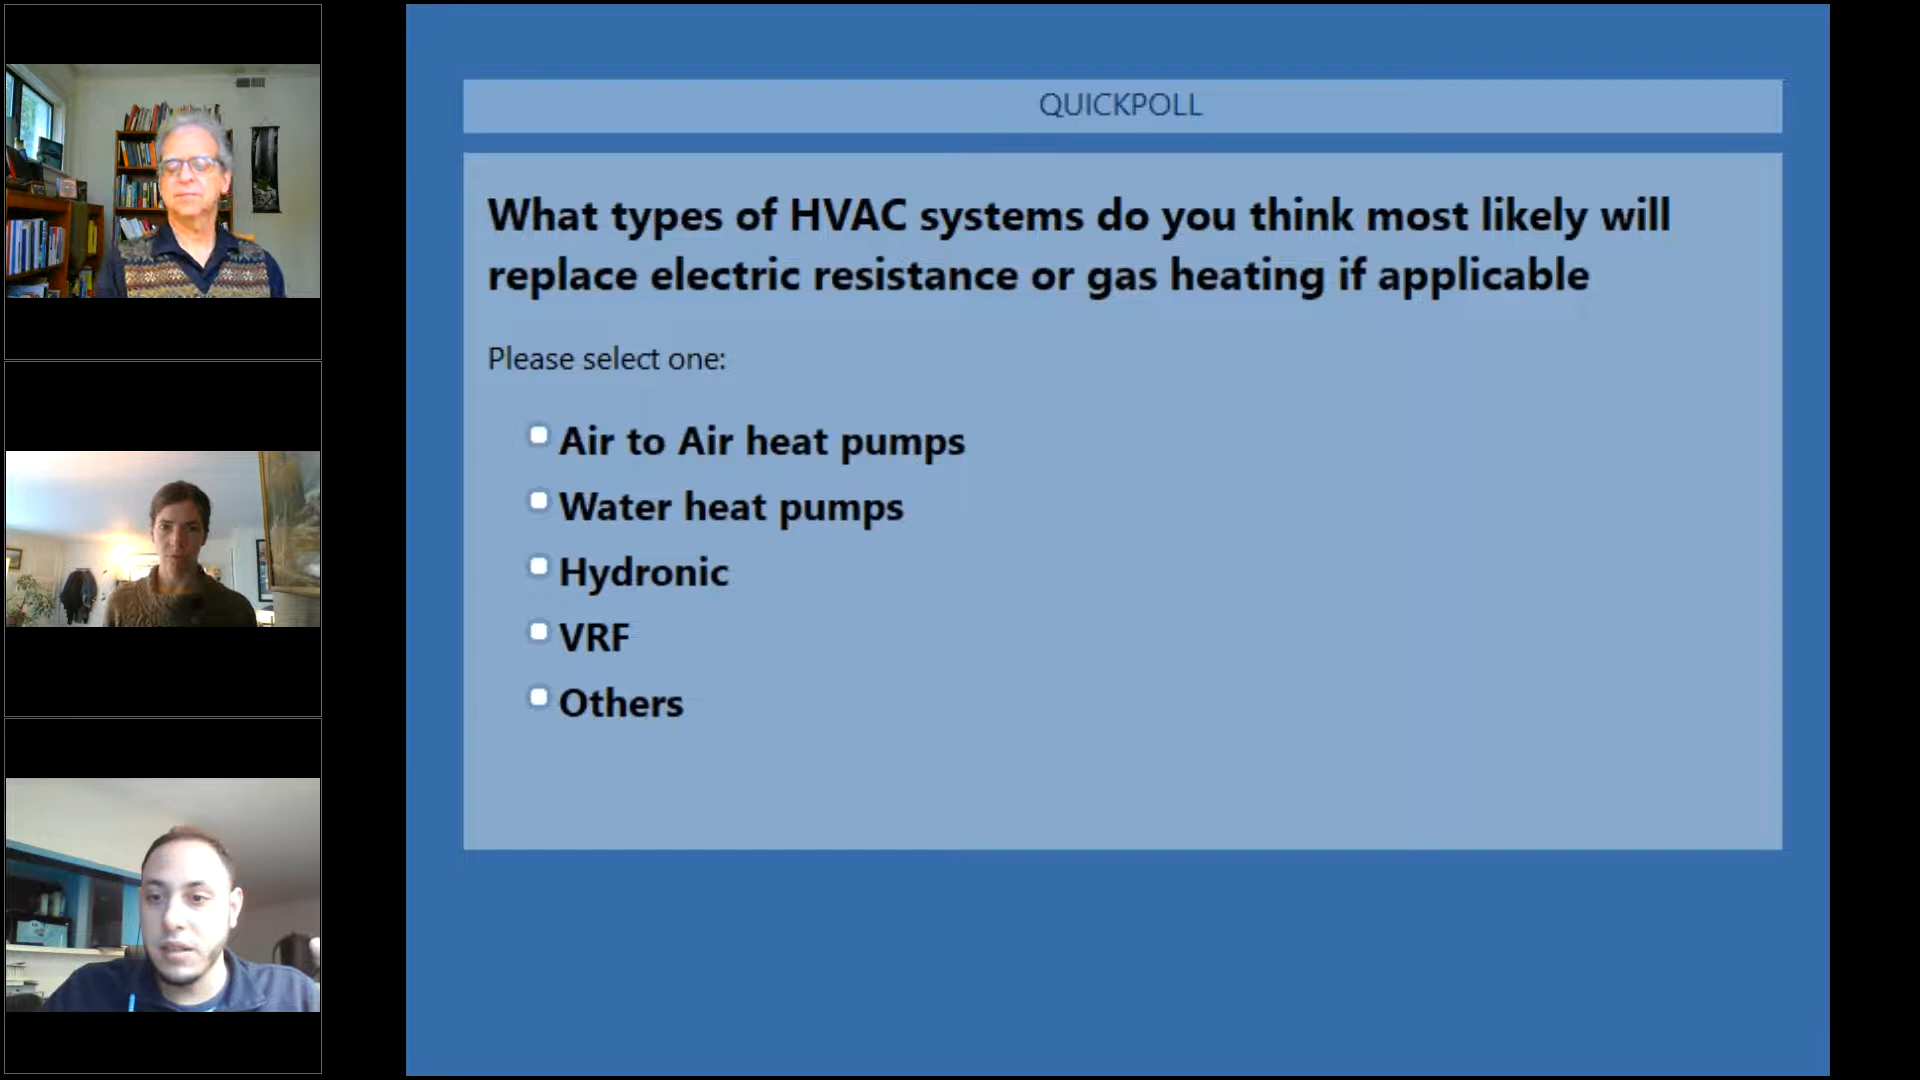 QUICKPOLL
What types of HVAC systems do you think most likely will
replace electric resistance or gas heating if applicable
Please select one:
Air to Air heat pumps
Water heat pumps
Hydronic
VRF
Others